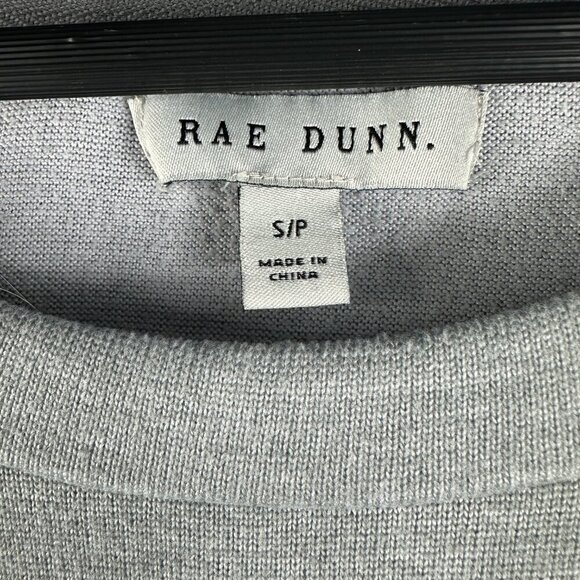 RAE DUNN.
S/P
MADE IN
CHINA